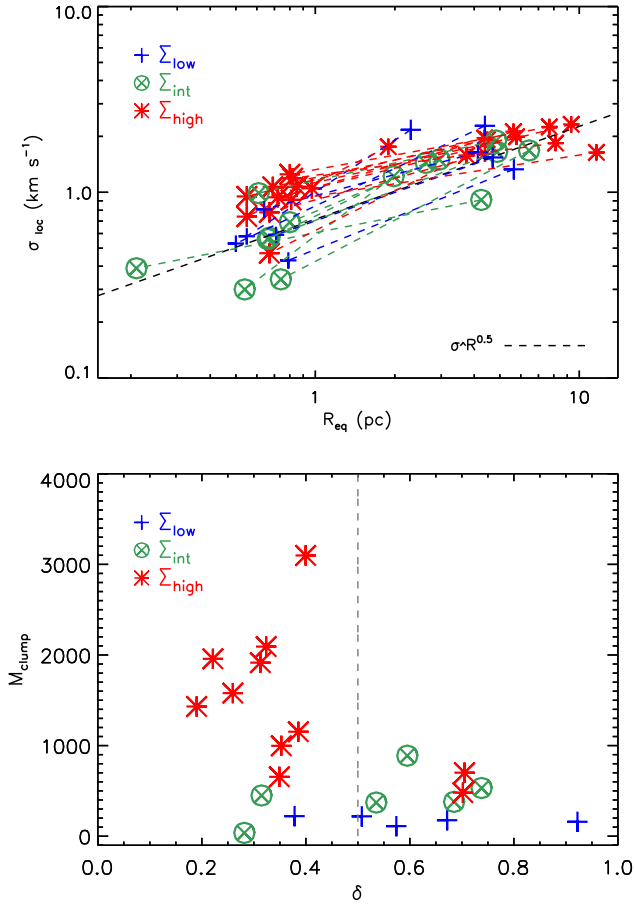 10.0
1.0
0.1
σ loc (km s⁻¹)
Σlow
Σint
Σhigh
σ^R^0.5
1
10
Req (pc)
4000
3000
2000
1000
0
Mclump
Σlow
Σint
Σhigh
0.0 0.2 0.4 0.6 0.8 1.0
δ